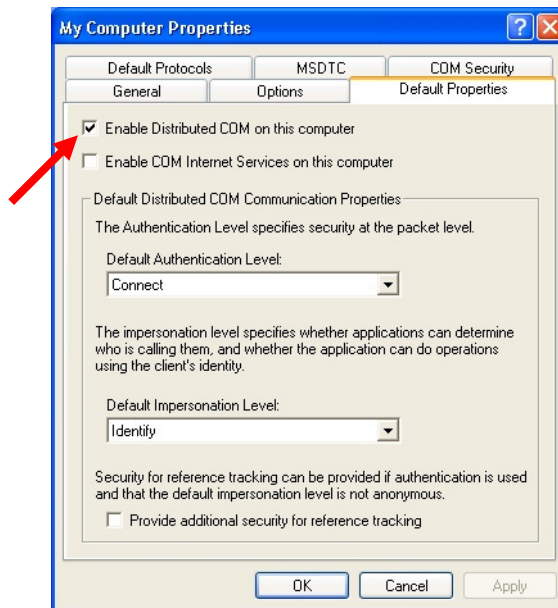 My Computer Properties
Default Protocols MSDTC COM Security
General Options Default Properties
Enable Distributed COM on this computer
Enable COM Internet Services on this computer
Default Distributed COM Communication Properties
The Authentication Level specifies security at the packet level.
Default Authentication Level:
Connect
The impersonation level specifies whether applications can determine
who is calling them, and whether the application can do operations
using the client's identity.
Default Impersonation Level:
Identify
Security for reference tracking can be provided if authentication is used
and that the default impersonation level is not anonymous.
Provide additional security for reference tracking
OK Cancel Apply